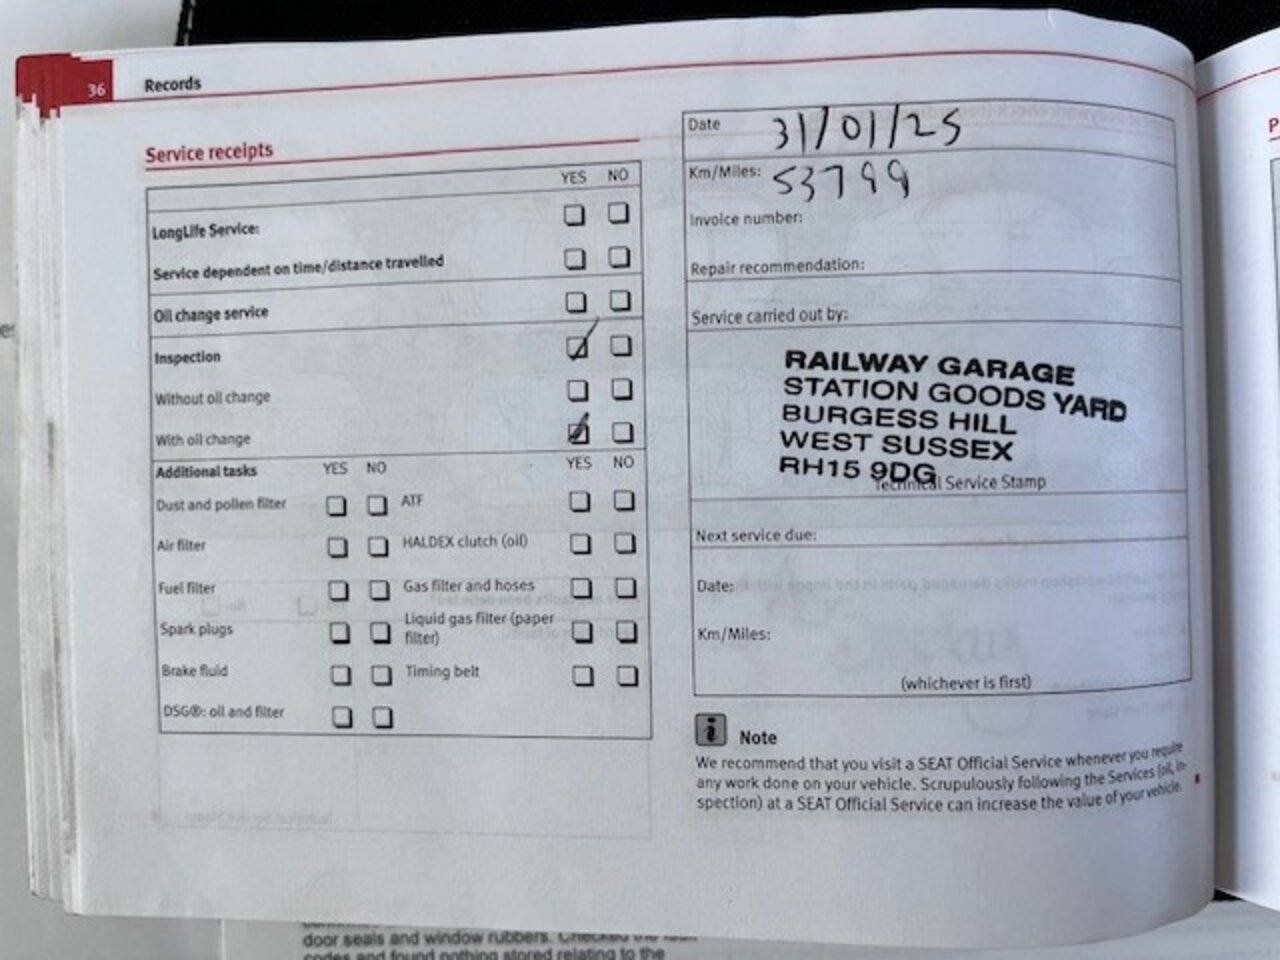 36
Records
Service receipts
YES NO
LongLife Service:
Service dependent on time/distance travelled
Oil change service
Inspection
Without oil change
With oil change
Additional tasks YES NO YES NO
Dust and pollen filter ATF
Air filter HALDEX clutch (oil)
Fuel filter Gas filter and hoses
Spark plugs Liquid gas filter (paper
filter)
Brake fluid Timing belt
DSG®: oil and filter
Date 31/01/25
Km/Miles: 53799
Invoice number:
Repair recommendation:
Service carried out by:
RAILWAY GARAGE
STATION GOODS YARD
BURGESS HILL
WEST SUSSEX
RH15 9DG
Technical Service Stamp
Next service due:
Date:
Km/Miles:
(whichever is first)
i Note
We recommend that you visit a SEAT Official Service whenever you require
any work done on your vehicle. Scrupulously following the Services (oil, in-
spection) at a SEAT Official Service can increase the value of your vehicle.
door seals and window rubbers. Checked the
codes and found nothing stored relating to the